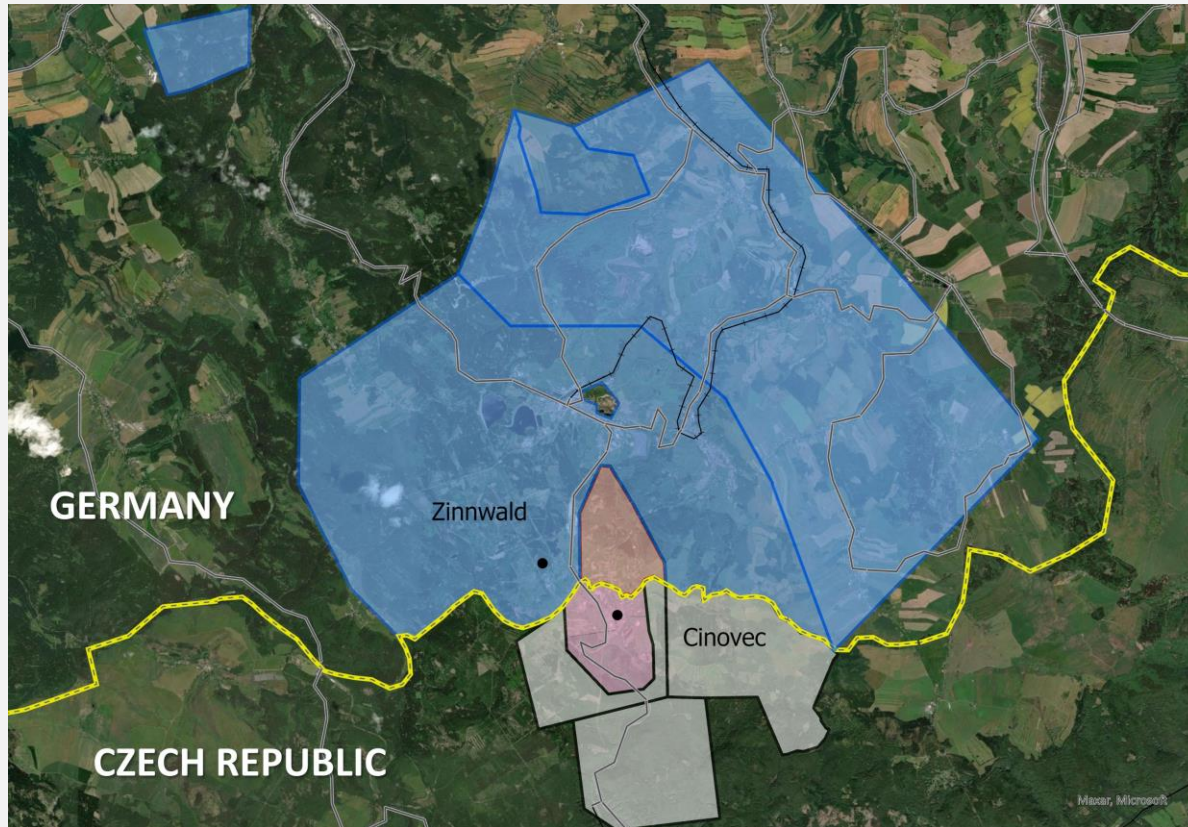 Zinnwald
GERMANY
Cinovec
CZECH REPUBLIC
Maxar, Microsoft